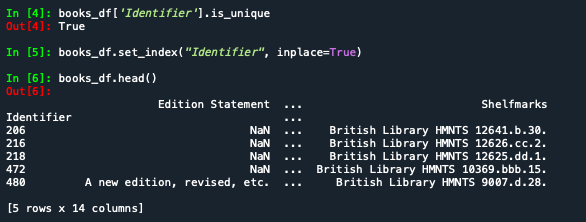 In [4]: books_df['Identifier'].is_unique
Out[4]: True
In [5]: books_df.set_index("Identifier", inplace=True)
In [6]: books_df.head()
Out[6]:
Edition Statement ... Shelfmarks
Identifier ...
206 NaN ... British Library HMNTS 12641.b.30.
216 NaN ... British Library HMNTS 12626.cc.2.
218 NaN ... British Library HMNTS 12625.dd.1.
472 NaN ... British Library HMNTS 10369.bbb.15.
480 A new edition, revised, etc. ... British Library HMNTS 9007.d.28.
[5 rows x 14 columns]